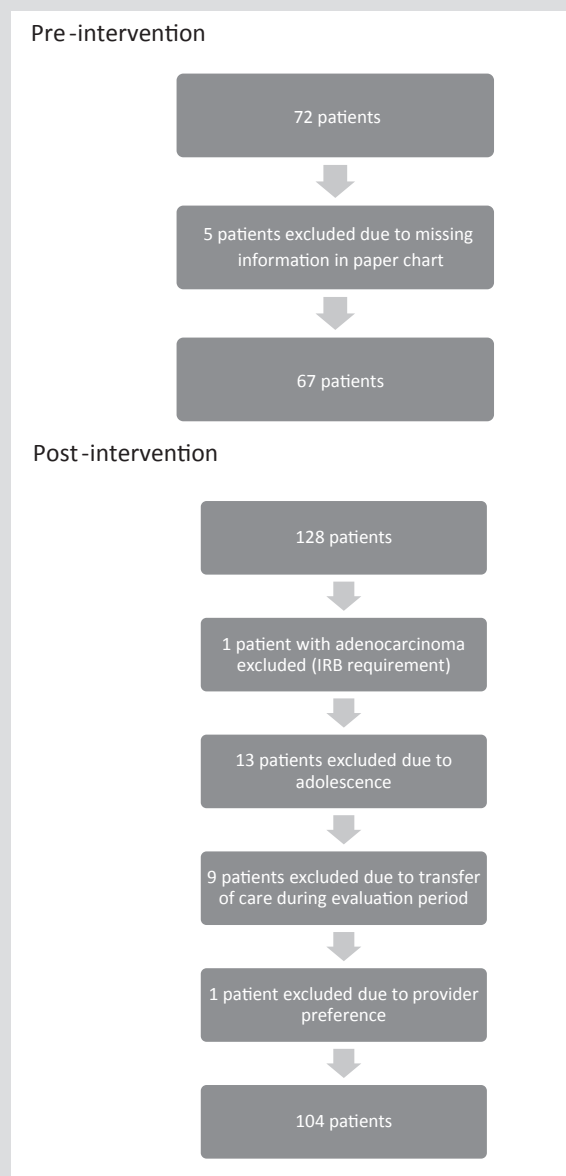 Pre-intervention
72 patients
5 patients excluded due to missing
information in paper chart
67 patients
Post-intervention
128 patients
1 patient with adenocarcinoma
excluded (IRB requirement)
13 patients excluded due to
adolescence
9 patients excluded due to transfer
of care during evaluation period
1 patient excluded due to provider
preference
104 patients